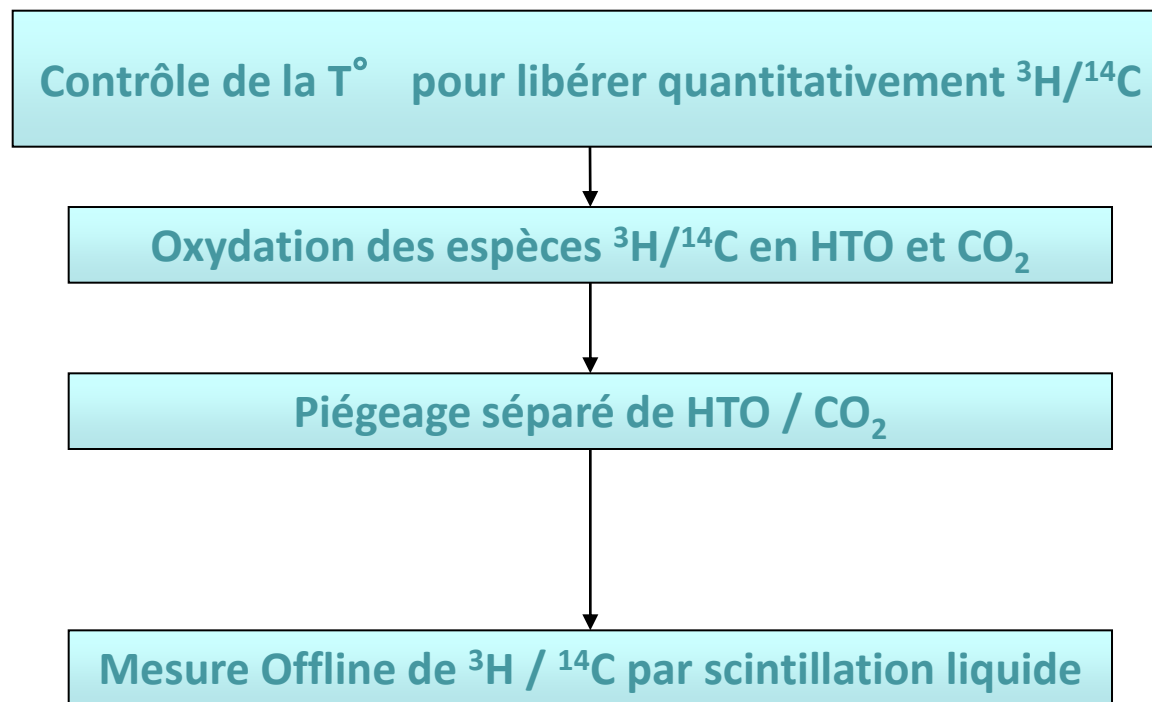 Contrôle de la T° pour libérer quantitativement ³H/¹⁴C
Oxydation des espèces ³H/¹⁴C en HTO et CO₂
Piégeage séparé de HTO / CO₂
Mesure Offline de ³H / ¹⁴C par scintillation liquide